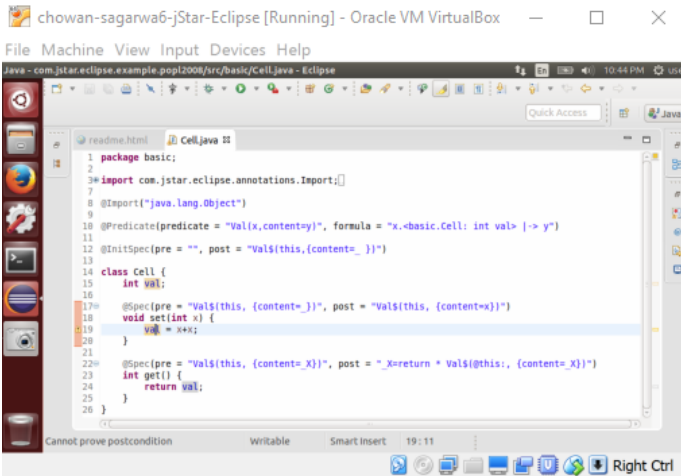 chowan-sagarwa6-jStar-Eclipse [Running] - Oracle VM VirtualBox
File Machine View Input Devices Help
Java - com.jstar.eclipse.example.popl2008/src/basic/Cell.java - Eclipse
En 10:44 PM use
Quick Access Java
readme.html Cell.java
1 package basic;
2
3 import com.jstar.eclipse.annotations.Import;
7
8 @Import("java.lang.Object")
9
10 @Predicate(predicate = "Val(x,content=y)", formula = "x.<basic.Cell: int val> |-> y")
11
12 @InitSpec(pre = "", post = "Val$(this,{content=_ })")
13
14 class Cell {
15 int val;
16
17 @Spec(pre = "Val$(this, {content=_})", post = "Val$(this, {content=x})")
18 void set(int x) {
19 val = x+x;
20 }
21
22 @Spec(pre = "Val$(this, {content=_X})", post = "_X=return * Val$(@this:, {content=_X})")
23 int get() {
24 return val;
25 }
26 }
Cannot prove postcondition Writable Smart Insert 19 : 11
Right Ctrl